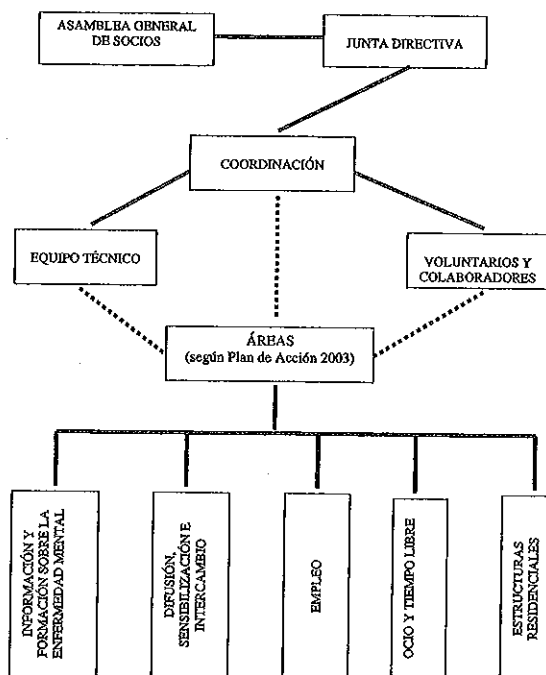 ASAMBLEA GENERAL
DE SOCIOS
JUNTA DIRECTIVA
COORDINACIÓN
EQUIPO TÉCNICO
VOLUNTARIOS Y
COLABORADORES
ÁREAS
(según Plan de Acción 2003)
INFORMACIÓN Y
FORMACIÓN SOBRE LA
ENFERMEDAD MENTAL
DIFUSIÓN,
SENSIBILIZACIÓN E
INTERCAMBIO
EMPLEO
OCIO Y TIEMPO LIBRE
ESTRUCTURAS
RESIDENCIALES